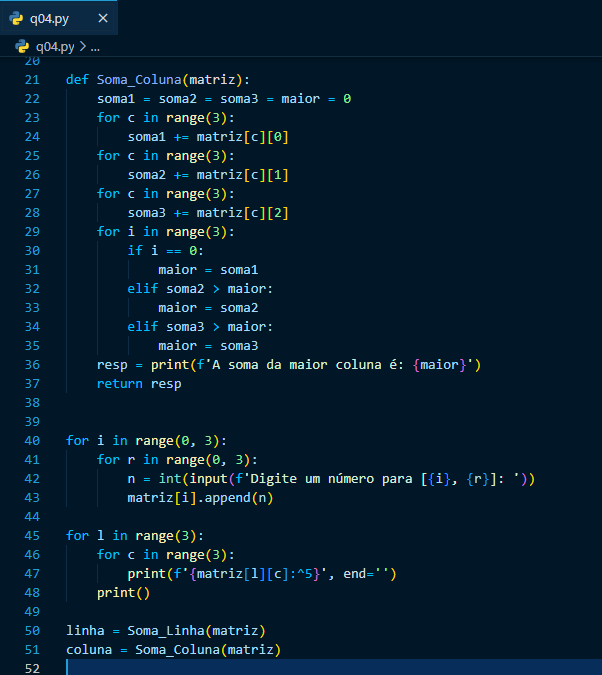 q04.py ×
q04.py > ...
20
21 def Soma_Coluna(matriz):
22     soma1 = soma2 = soma3 = maior = 0
23     for c in range(3):
24         soma1 += matriz[c][0]
25     for c in range(3):
26         soma2 += matriz[c][1]
27     for c in range(3):
28         soma3 += matriz[c][2]
29     for i in range(3):
30         if i == 0:
31             maior = soma1
32         elif soma2 > maior:
33             maior = soma2
34         elif soma3 > maior:
35             maior = soma3
36     resp = print(f'A soma da maior coluna é: {maior}')
37     return resp
38
39
40 for i in range(0, 3):
41     for r in range(0, 3):
42         n = int(input(f'Digite um número para [{i}, {r}]: '))
43         matriz[i].append(n)
44
45 for l in range(3):
46     for c in range(3):
47         print(f'{matriz[l][c]:^5}', end='')
48     print()
49
50 linha = Soma_Linha(matriz)
51 coluna = Soma_Coluna(matriz)
52